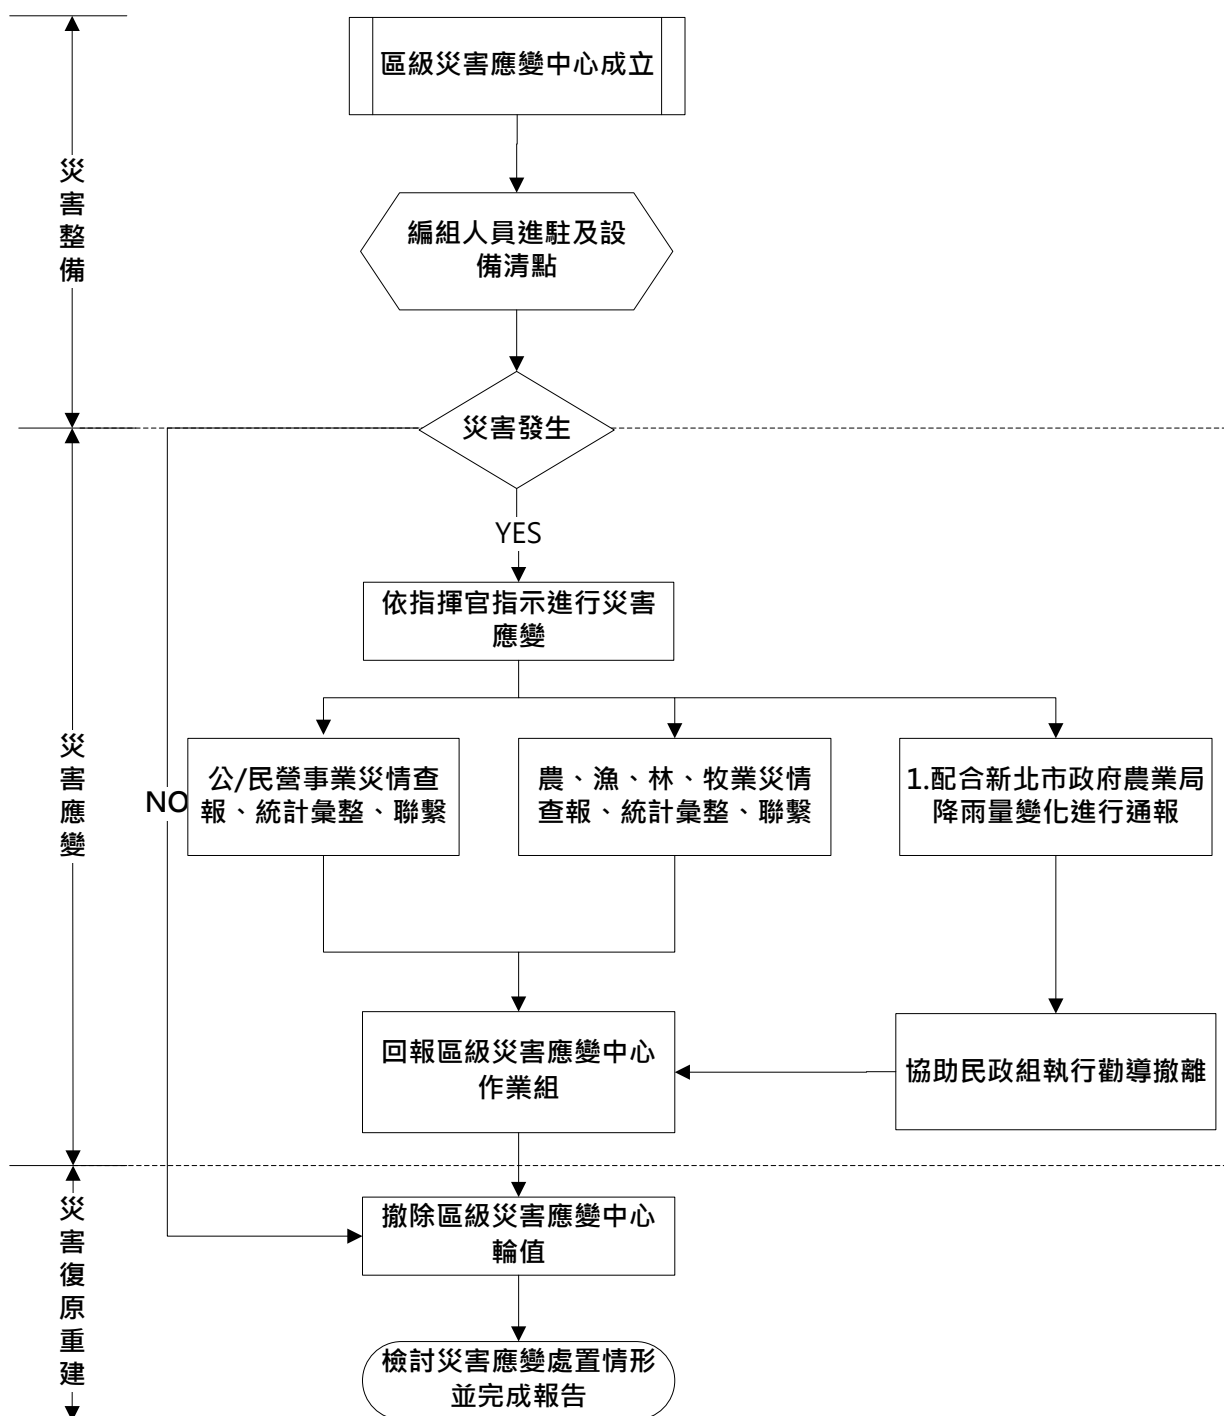 區級災害應變中心成立
災害整備
編組人員進駐及設
備清點
災害發生
YES
依指揮官指示進行災害
應變
災害應變
NO
公/民營事業災情查
報、統計彙整、聯繫
農、漁、林、牧業災情
查報、統計彙整、聯繫
1.配合新北市政府農業局
降雨量變化進行通報
回報區級災害應變中心
作業組
協助民政組執行勸導撤離
災害復原重建
撤除區級災害應變中心
輪值
檢討災害應變處置情形
並完成報告